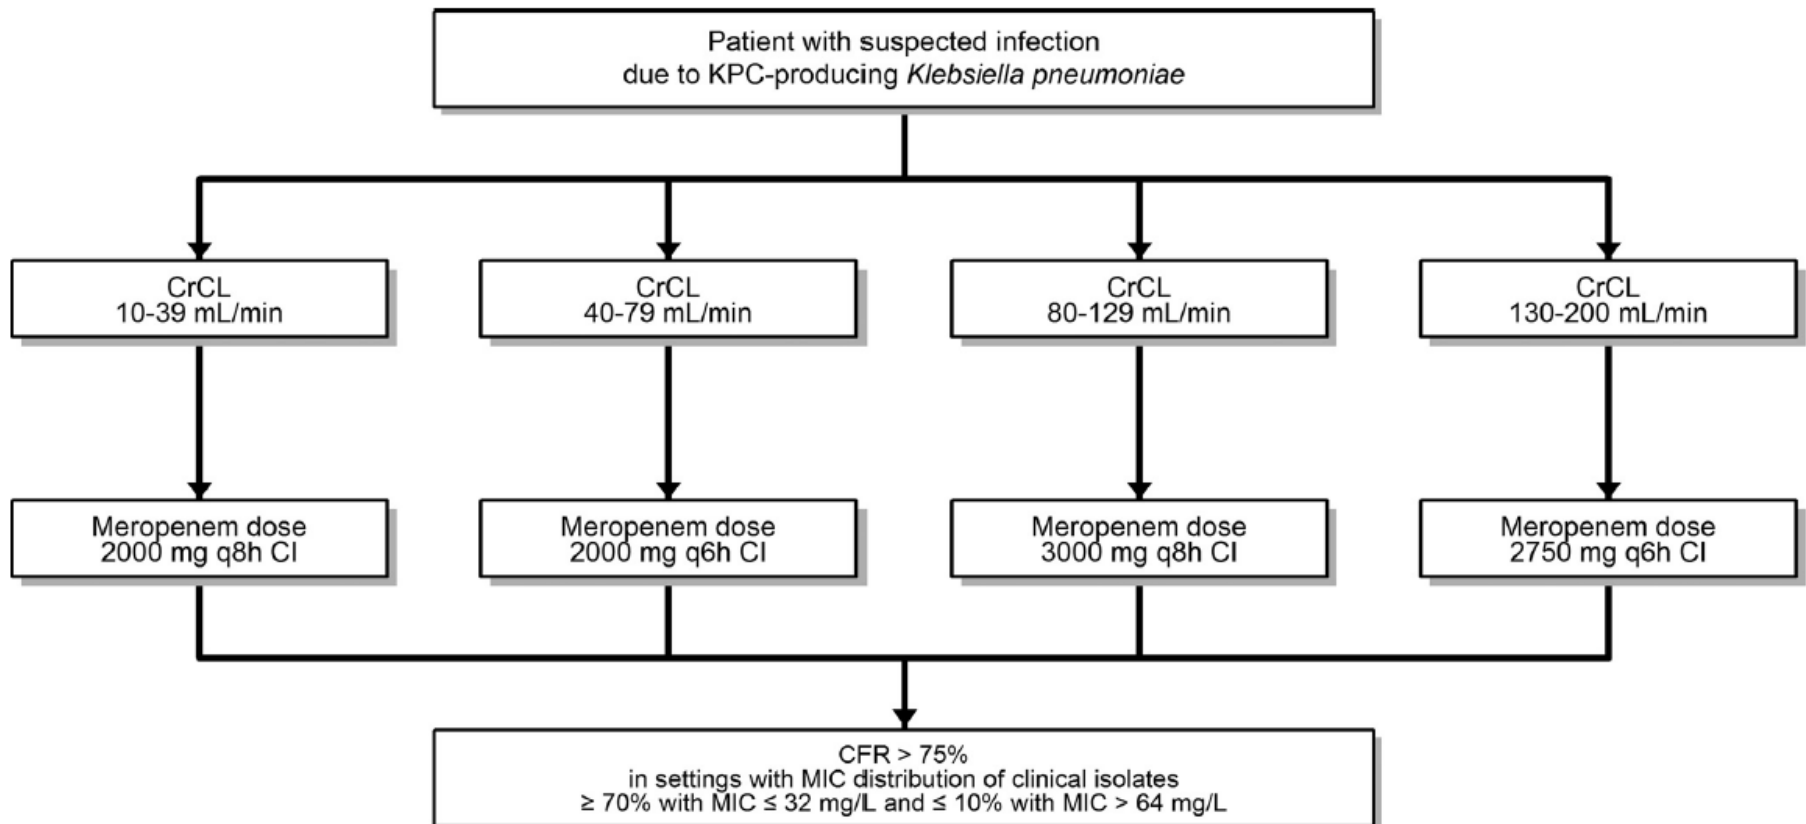 Patient with suspected infection
due to KPC-producing Klebsiella pneumoniae
CrCL
10-39 mL/min
CrCL
40-79 mL/min
CrCL
80-129 mL/min
CrCL
130-200 mL/min
Meropenem dose
2000 mg q8h CI
Meropenem dose
2000 mg q6h CI
Meropenem dose
3000 mg q8h CI
Meropenem dose
2750 mg q6h CI
CFR > 75%
in settings with MIC distribution of clinical isolates
≥ 70% with MIC ≤ 32 mg/L and ≤ 10% with MIC > 64 mg/L